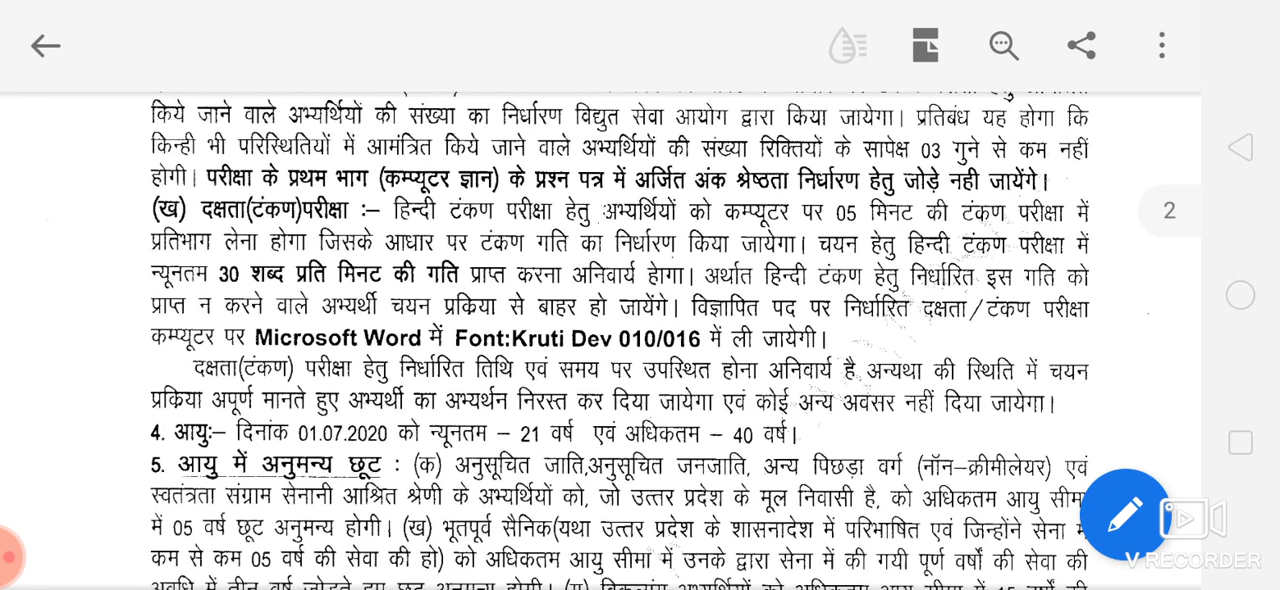 किये जाने वाले अभ्यर्थियों की संख्या का निर्धारण विद्युत सेवा आयोग द्वारा किया जायेगा। प्रतिबंध यह होगा कि
किन्ही भी परिस्थितियों में आमंत्रित किये जाने वाले अभ्यर्थियों की संख्या रिक्तियों के सापेक्ष 03 गुने से कम नहीं
होगी। परीक्षा के प्रथम भाग (कम्प्यूटर ज्ञान) के प्रश्न पत्र में अर्जित अंक श्रेष्ठता निर्धारण हेतु जोड़े नही जायेंगे।
(ख) दक्षता(टंकण)परीक्षा :– हिन्दी टंकण परीक्षा हेतु अभ्यर्थियों को कम्प्यूटर पर 05 मिनट की टंकण परीक्षा में
2
प्रतिभाग लेना होगा जिसके आधार पर टंकण गति का निर्धारण किया जायेगा। चयन हेतु हिन्दी टंकण परीक्षा में
न्यूनतम 30 शब्द प्रति मिनट की गति प्राप्त करना अनिवार्य हेागा। अर्थात हिन्दी टंकण हेतु निर्धारित इस गति को
प्राप्त न करने वाले अभ्यर्थी चयन प्रक्रिया से बाहर हो जायेंगे। विज्ञापित पद पर निर्धारित दक्षता/टंकण परीक्षा
कम्प्यूटर पर Microsoft Word में Font:Kruti Dev 010/016 में ली जायेगी।
दक्षता(टंकण) परीक्षा हेतु निर्धारित तिथि एवं समय पर उपस्थित होना अनिवार्य है, अन्यथा की स्थिति में चयन
प्रक्रिया अपूर्ण मानते हुए अभ्यर्थी का अभ्यर्थन निरस्त कर दिया जायेगा एवं कोई अन्य अवसर नहीं दिया जायेगा।
4. आयुः– दिनांक 01.07.2020 को न्यूनतम – 21 वर्ष एवं अधिकतम – 40 वर्ष।
5. आयु में अनुमन्य छूट : (क) अनुसूचित जाति,अनुसूचित जनजाति, अन्य पिछड़ा वर्ग (नॉन–क्रीमीलेयर) एवं
स्वतंत्रता संग्राम सेनानी आश्रित श्रेणी के अभ्यर्थियों को, जो उत्तर प्रदेश के मूल निवासी है, को अधिकतम आयु सीमा
में 05 वर्ष छूट अनुमन्य होगी। (ख) भूतपूर्व सैनिक(यथा उत्तर प्रदेश के शासनादेश में परिभाषित एवं जिन्होंने सेना में
कम से कम 05 वर्ष की सेवा की हो) को अधिकतम आयु सीमा में उनके द्वारा सेना में की गयी पूर्ण वर्षों की सेवा की
V RECORDER